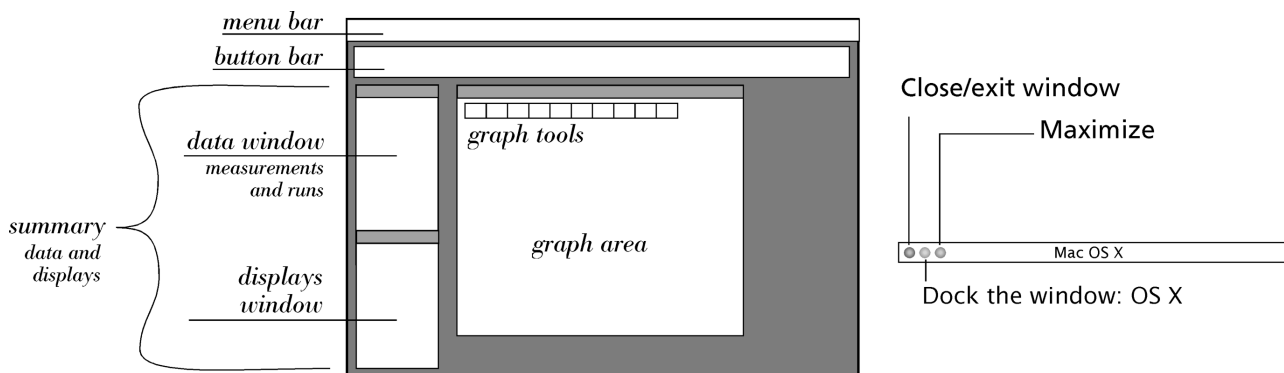 menu bar
button bar
data window
measurements
and runs
summary
data and
displays
displays
window
graph tools
graph area
Close/exit window
Maximize
Mac OS X
Dock the window: OS X